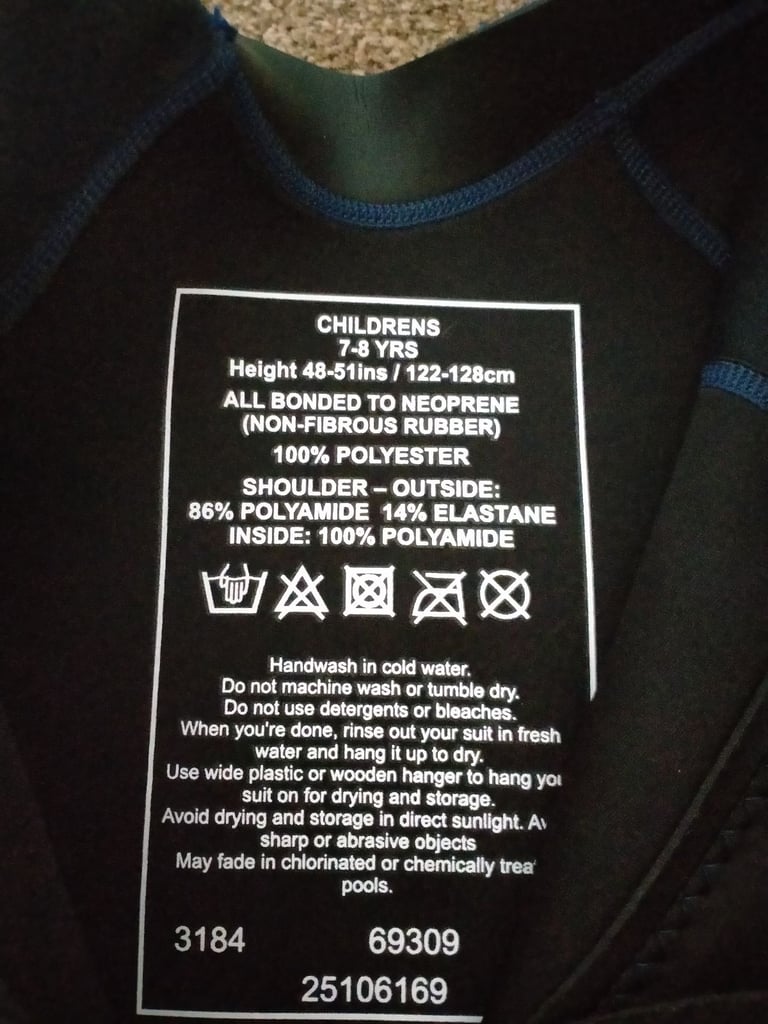 CHILDRENS
7-8 YRS
Height 48-51ins / 122-128cm
ALL BONDED TO NEOPRENE
(NON-FIBROUS RUBBER)
100% POLYESTER
SHOULDER – OUTSIDE:
86% POLYAMIDE 14% ELASTANE
INSIDE: 100% POLYAMIDE
Handwash in cold water.
Do not machine wash or tumble dry.
Do not use detergents or bleaches.
When you're done, rinse out your suit in fresh
water and hang it up to dry.
Use wide plastic or wooden hanger to hang
suit on for drying and storage.
Avoid drying and storage in direct sunlight.
sharp or abrasive objects
May fade in chlorinated or chemically
pools.
3184 69309
25106169